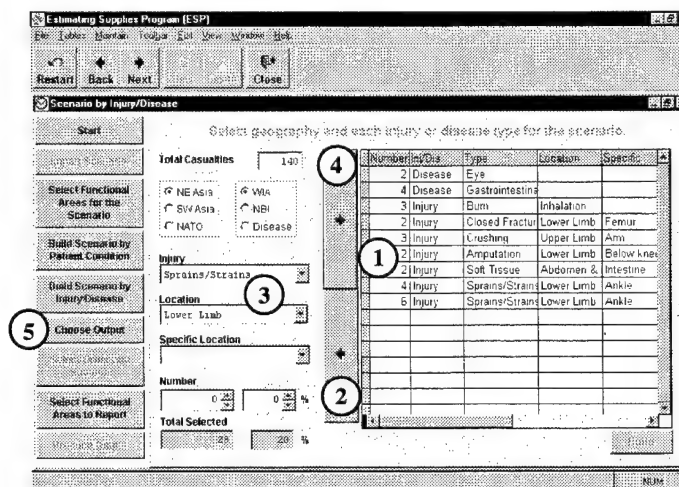 Estimating Supplies Program (ESP)
File Tables Maintain Toolbar Edit View Window Help
Restart Back Next Close
Scenario by Injury/Disease
Start
Select geography and each injury or disease type for the scenario.
Total Casualties 140
NE Asia WIA
SW Asia NBI
NATO Disease
Select Functional
Areas for the
Scenario
Build Scenario by
Patient Condition
Build Scenario by
Injury/Disease
Choose Output
Select Functional
Areas to Report
Injury
Sprains/Strains
Location
Lower Limb
Specific Location
Number
0 0 %
Total Selected
28 20 %
1
2
3
4
5
Number Inj/Dis Type Location Specific
2 Disease Eye
4 Disease Gastrointestina
3 Injury Burn Inhalation
2 Injury Closed Fractur Lower Limb Femur
3 Injury Crushing Upper Limb Arm
2 Injury Amputation Lower Limb Below knee
2 Injury Soft Tissue Abdomen & Intestine
4 Injury Sprains/Strains Lower Limb Ankle
6 Injury Sprains/Strains Lower Limb Ankle
NUM